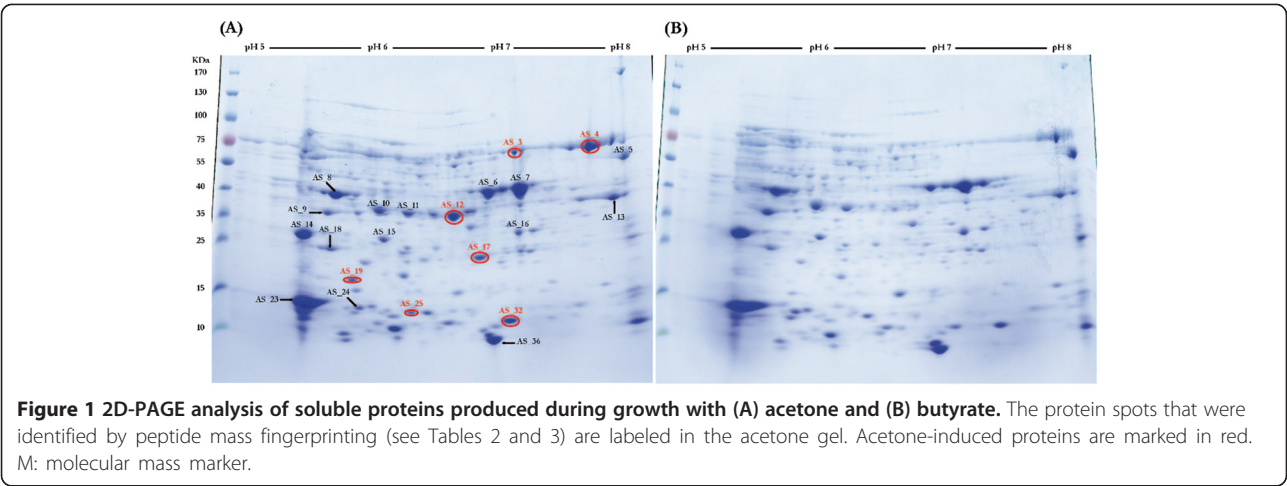 (A)
(B)
pH 5 pH 6 pH 7 pH 8
pH 5 pH 6 pH 7 pH 8
KDa
170
130
100
75
55
40
35
25
15
10
AS_3
AS_4
AS_5
AS_8
AS_6
AS_7
AS_9
AS_10
AS_11
AS_12
AS_13
AS_14
AS_18
AS_15
AS_16
AS_17
AS_19
AS_23
AS_24
AS_25
AS_32
AS_36
Figure 1 2D-PAGE analysis of soluble proteins produced during growth with (A) acetone and (B) butyrate. The protein spots that were
identified by peptide mass fingerprinting (see Tables 2 and 3) are labeled in the acetone gel. Acetone-induced proteins are marked in red.
M: molecular mass marker.